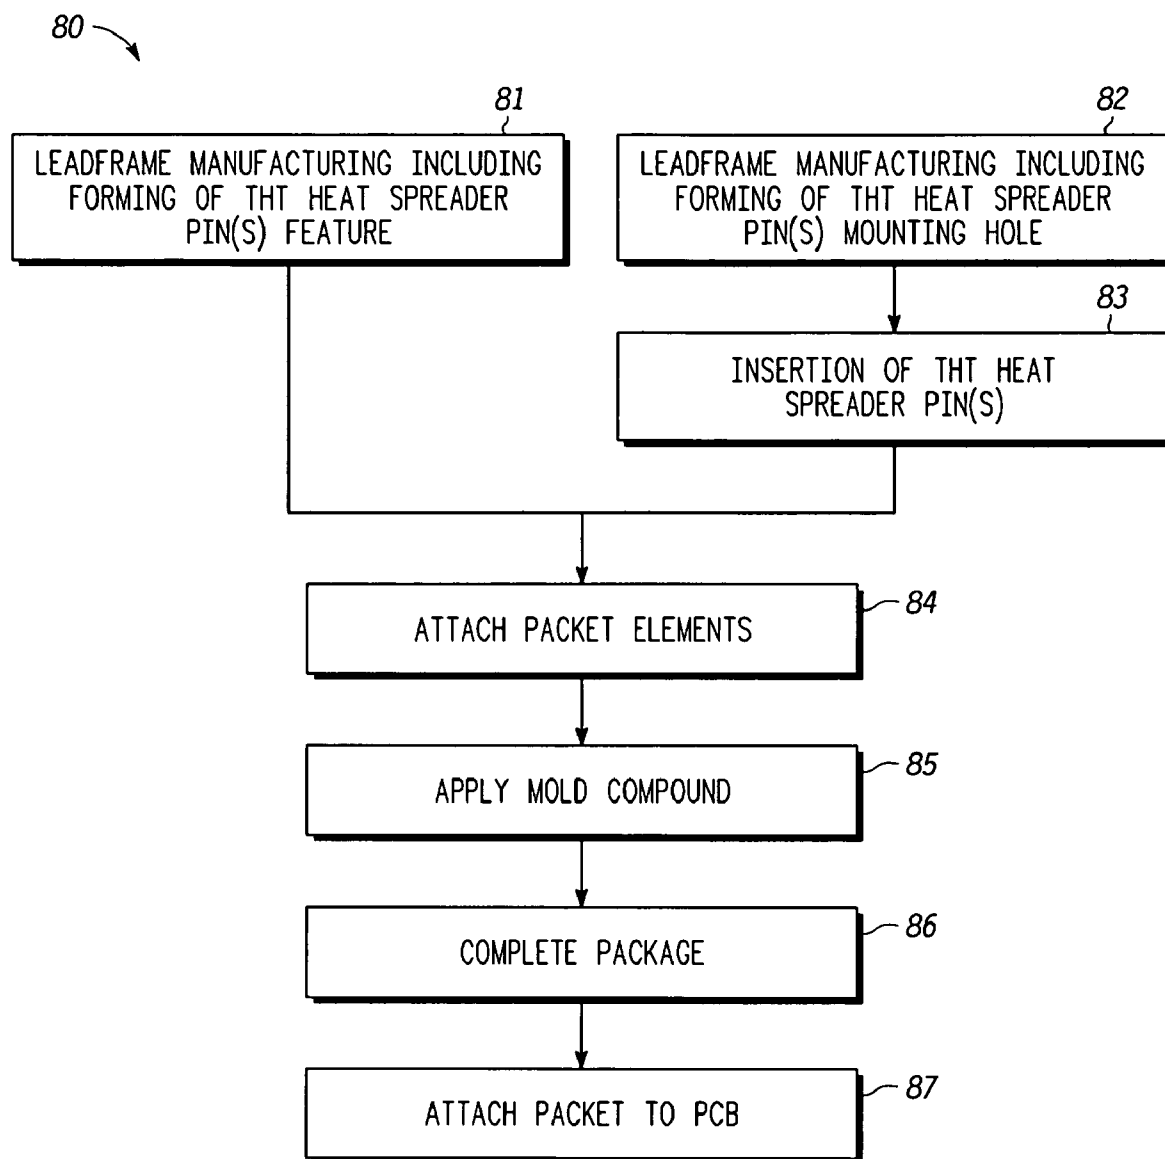 80
81
LEADFRAME MANUFACTURING INCLUDING
FORMING OF THT HEAT SPREADER
PIN(S) FEATURE
82
LEADFRAME MANUFACTURING INCLUDING
FORMING OF THT HEAT SPREADER
PIN(S) MOUNTING HOLE
83
INSERTION OF THT HEAT
SPREADER PIN(S)
84
ATTACH PACKET ELEMENTS
85
APPLY MOLD COMPOUND
86
COMPLETE PACKAGE
87
ATTACH PACKET TO PCB